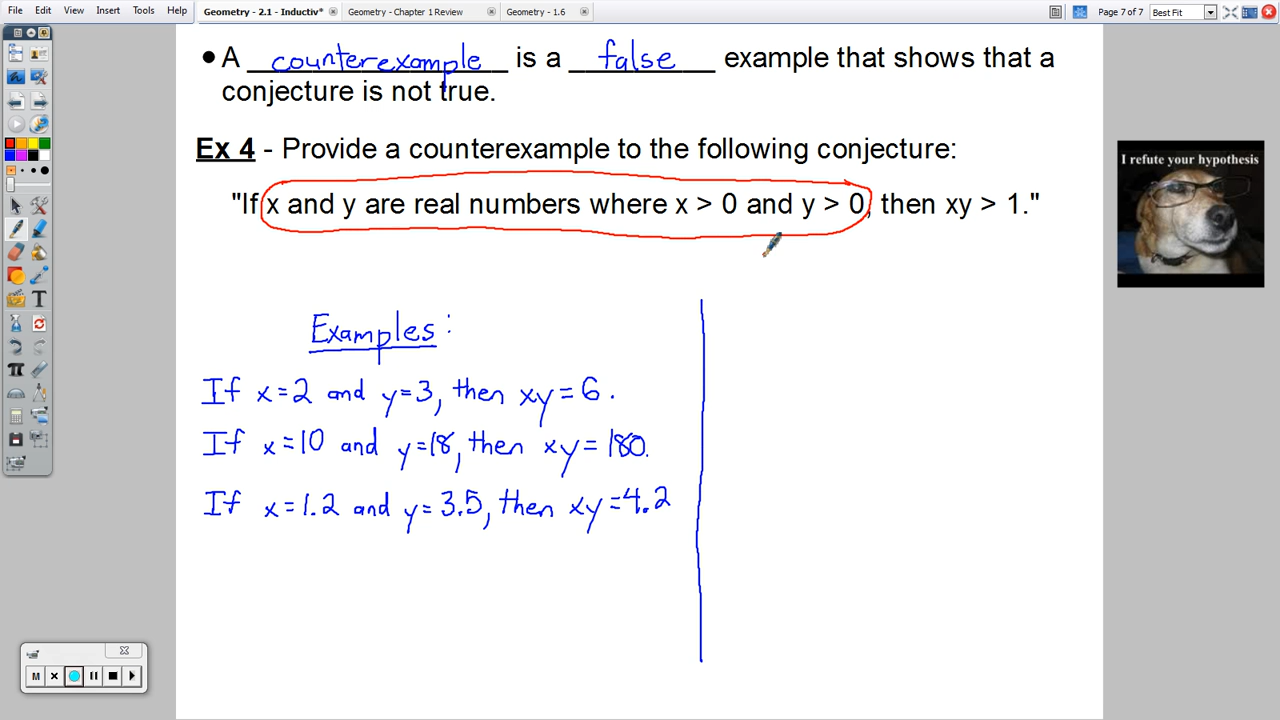 File Edit View Insert Tools Help
Geometry - 2.1 - Inductiv*
Geometry - Chapter 1 Review
Geometry - 1.6
Page 7 of 7
Best Fit
• A counterexample is a false example that shows that a
conjecture is not true.
Ex 4 - Provide a counterexample to the following conjecture:
"If x and y are real numbers where x > 0 and y > 0, then xy > 1."
I refute your hypothesis
Examples:
If x=2 and y=3, then xy=6.
If x=10 and y=18, then xy=180.
If x=1.2 and y=3.5, then xy=4.2
M